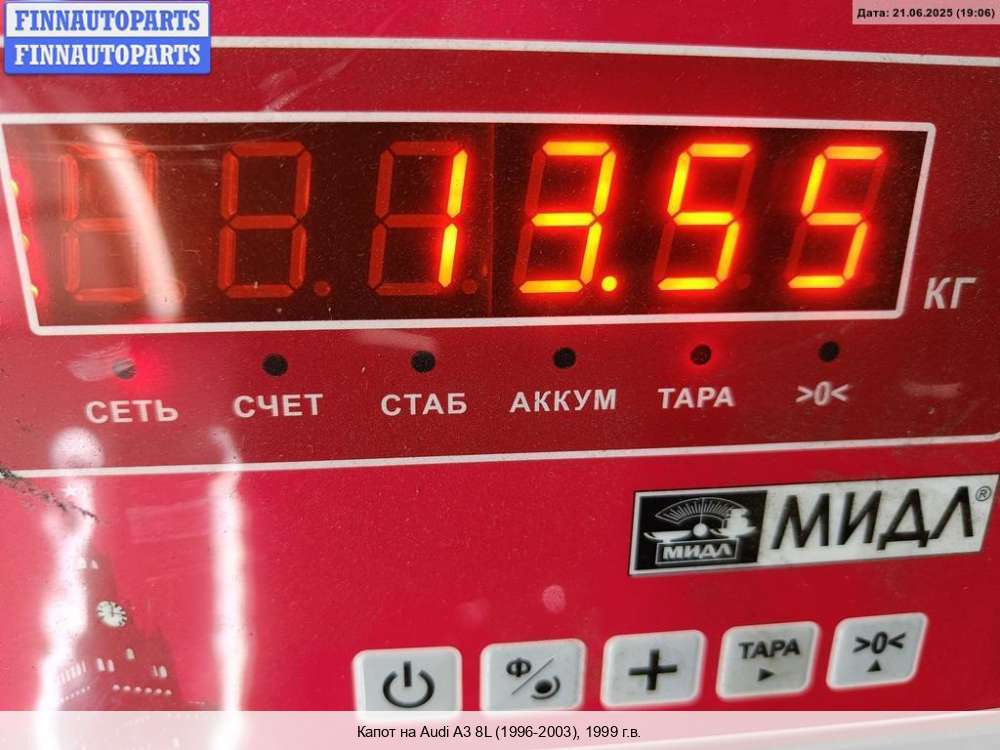 FINNAUTOPARTS
FINNAUTOPARTS
Дата: 21.06.2025 (19:06)
13.55
КГ
СЕТЬ СЧЕТ СТАБ АККУМ ТАРА >0<
МИДЛ МИДЛ®
Ф ТАРА >0<
Капот на Audi A3 8L (1996-2003), 1999 г.в.